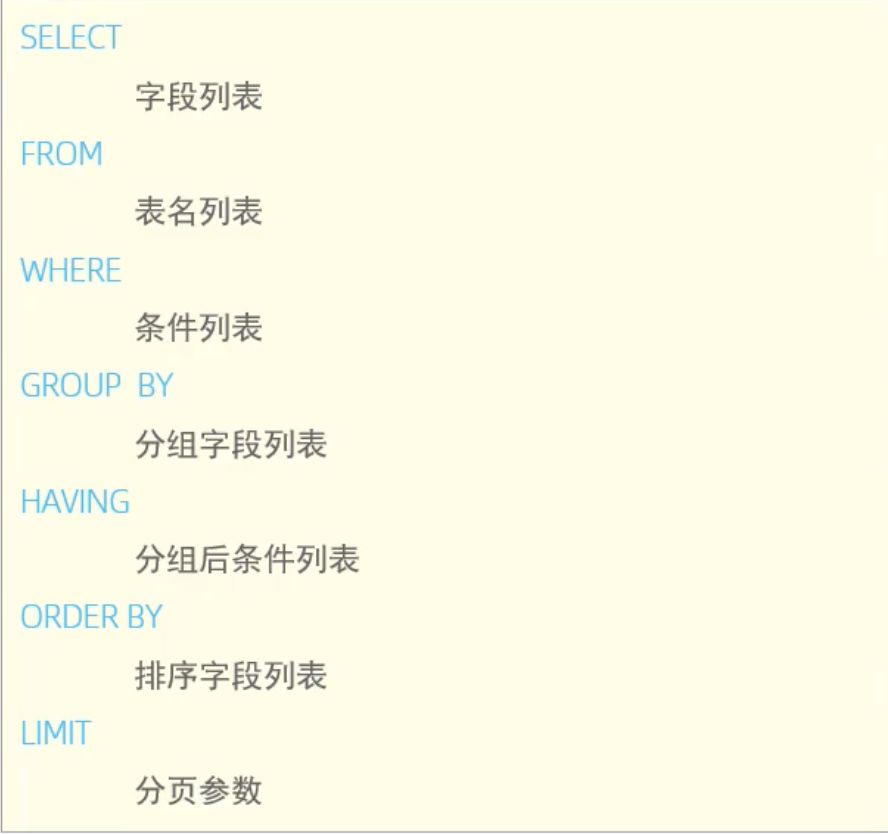 SELECT
字段列表
FROM
表名列表
WHERE
条件列表
GROUP BY
分组字段列表
HAVING
分组后条件列表
ORDER BY
排序字段列表
LIMIT
分页参数